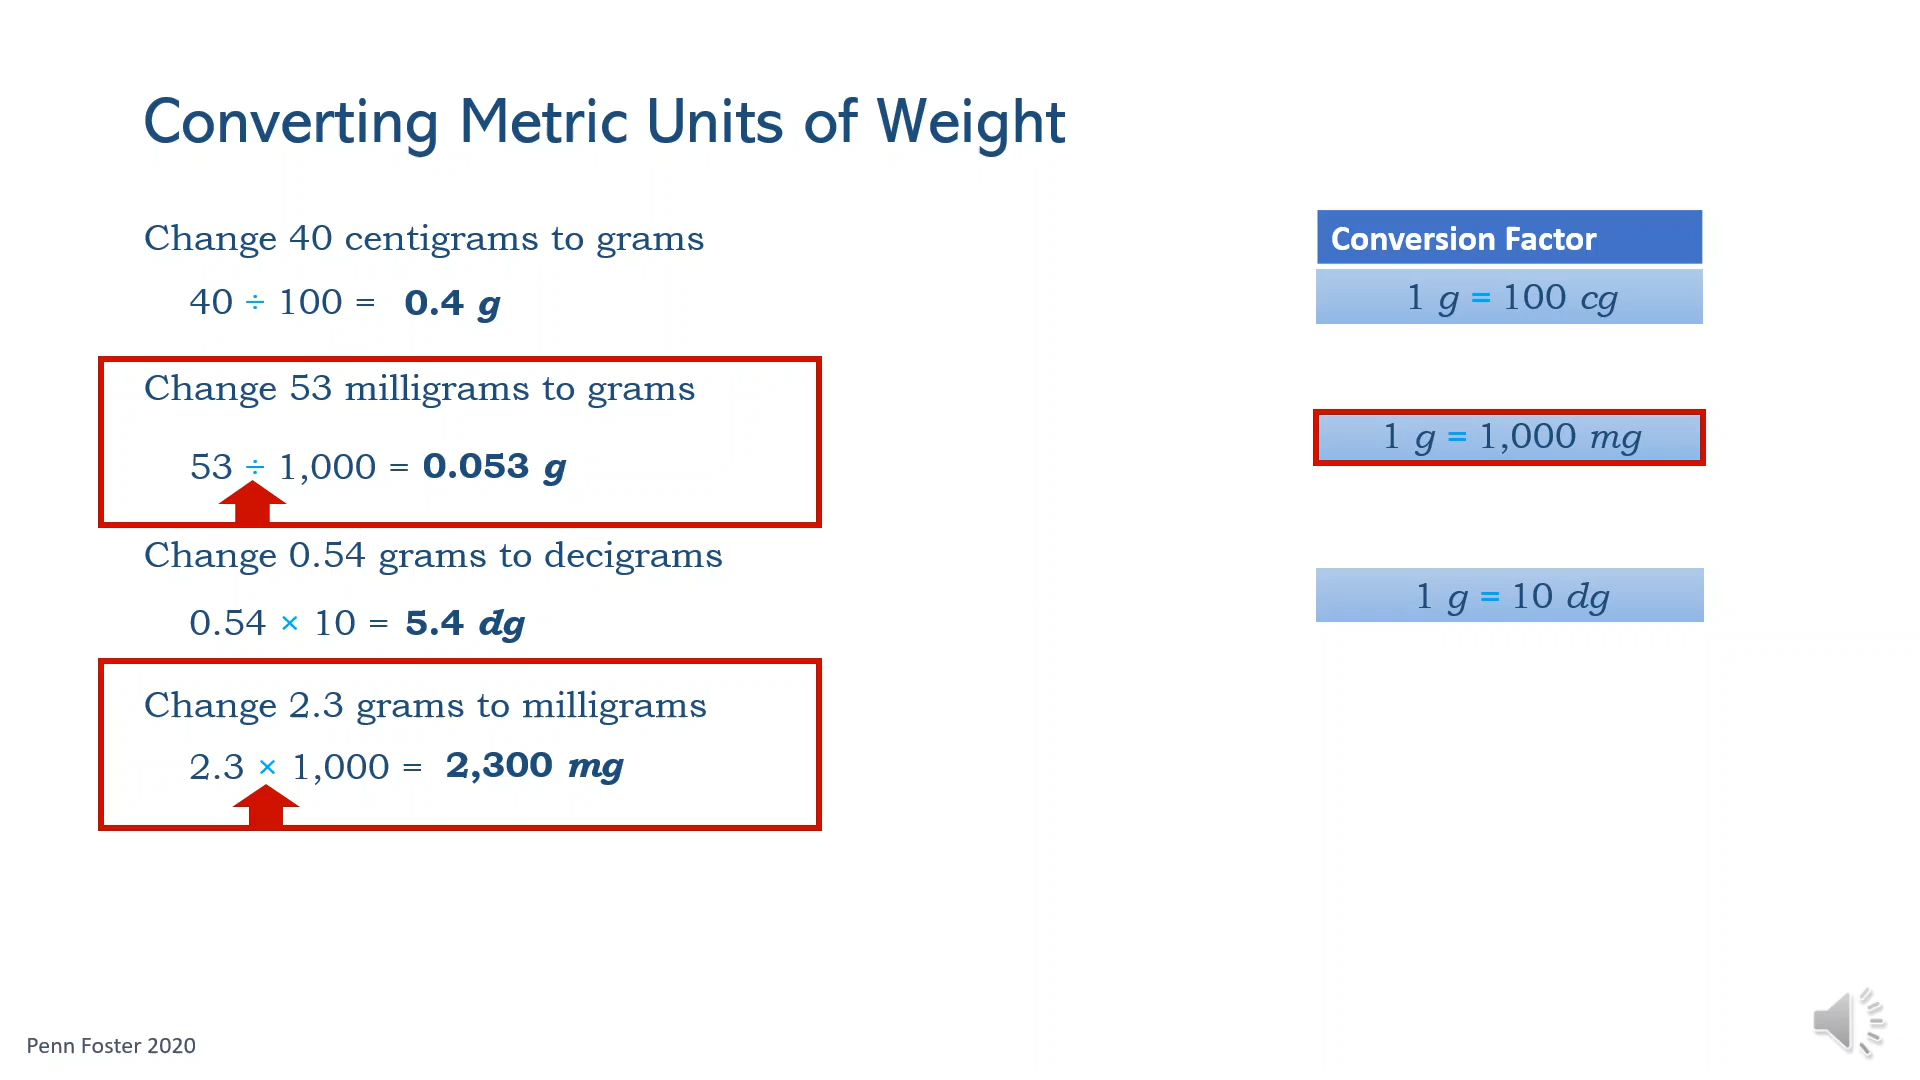 Converting Metric Units of Weight
Change 40 centigrams to grams
40 ÷ 100 = 0.4 g
Change 53 milligrams to grams
53 ÷ 1,000 = 0.053 g
Change 0.54 grams to decigrams
0.54 × 10 = 5.4 dg
Change 2.3 grams to milligrams
2.3 × 1,000 = 2,300 mg
Conversion Factor
1 g = 100 cg
1 g = 1,000 mg
1 g = 10 dg
Penn Foster 2020